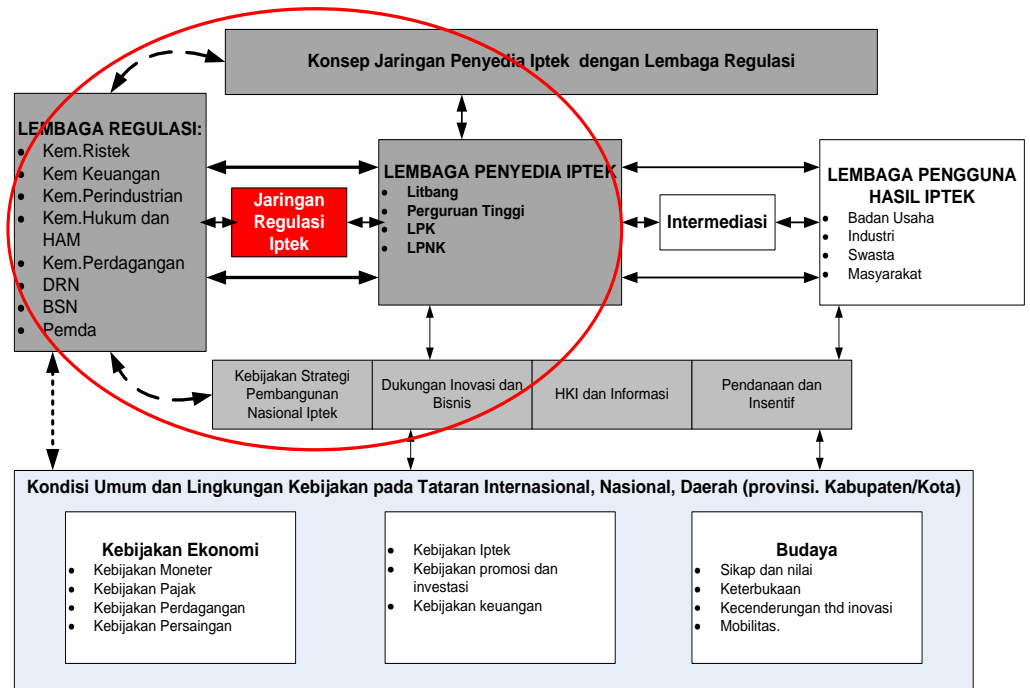 Konsep Jaringan Penyedia Iptek dengan Lembaga Regulasi
LEMBAGA REGULASI:
• Kem.Ristek
• Kem Keuangan
• Kem.Perindustrian
• Kem.Hukum dan
HAM
• Kem.Perdagangan
• DRN
• BSN
• Pemda
Jaringan
Regulasi
Iptek
LEMBAGA PENYEDIA IPTEK
• Litbang
• Perguruan Tinggi
• LPK
• LPNK
Intermediasi
LEMBAGA PENGGUNA
HASIL IPTEK
• Badan Usaha
• Industri
• Swasta
• Masyarakat
Kebijakan Strategi
Pembangunan
Nasional Iptek
Dukungan Inovasi dan
Bisnis
HKI dan Informasi
Pendanaan dan
Insentif
Kondisi Umum dan Lingkungan Kebijakan pada Tataran Internasional, Nasional, Daerah (provinsi. Kabupaten/Kota)
Kebijakan Ekonomi
• Kebijakan Moneter
• Kebijakan Pajak
• Kebijakan Perdagangan
• Kebijakan Persaingan
• Kebijakan Iptek
• Kebijakan promosi dan
investasi
• Kebijakan keuangan
Budaya
• Sikap dan nilai
• Keterbukaan
• Kecenderungan thd inovasi
• Mobilitas.